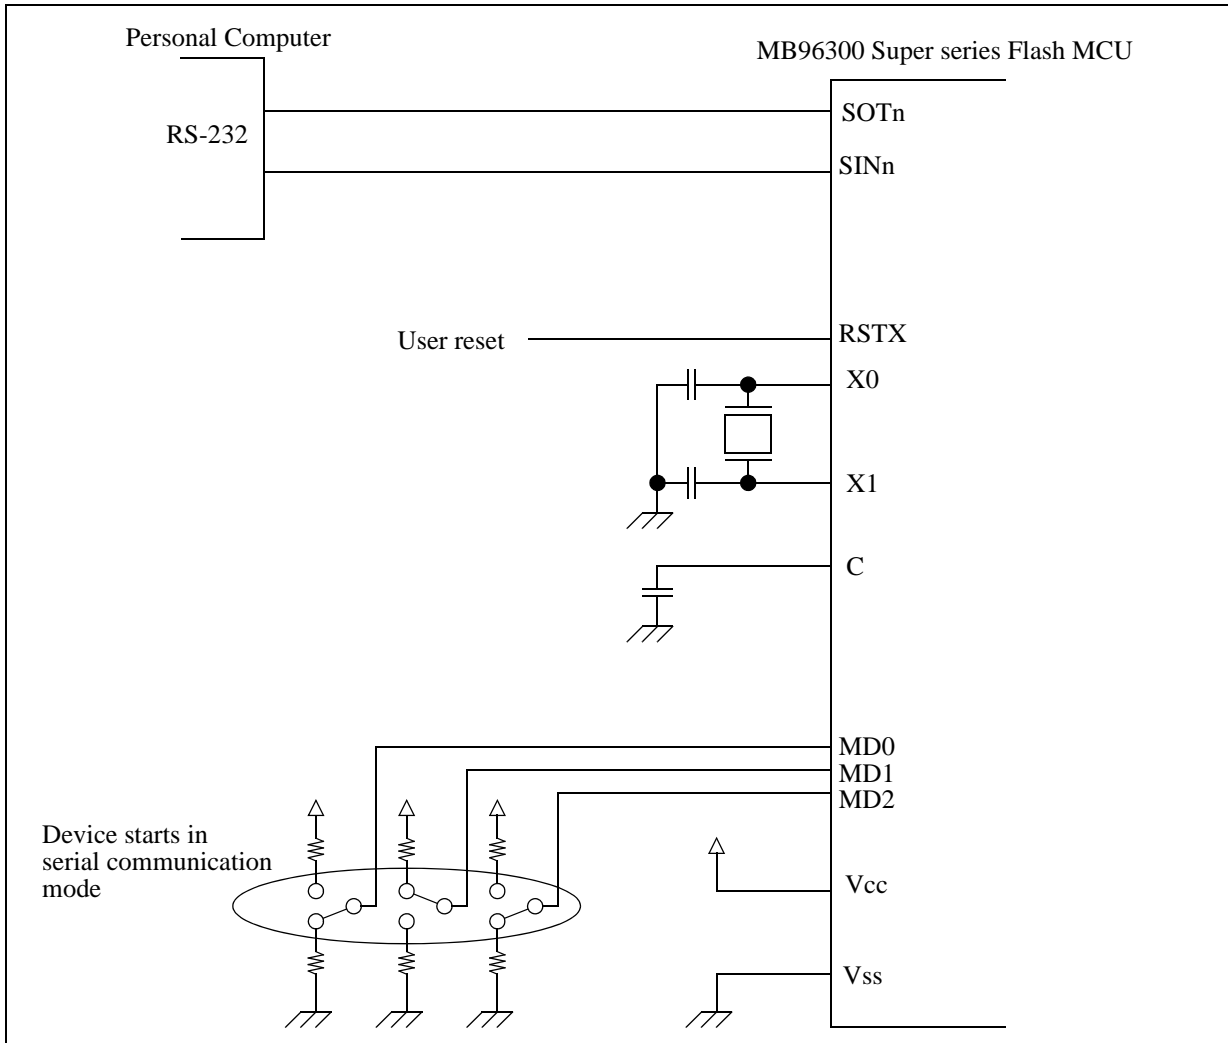 Personal Computer
MB96300 Super series Flash MCU
RS-232
SOTn
SINn
User reset
RSTX
X0
X1
C
MD0
MD1
MD2
Device starts in
serial communication
mode
Vcc
Vss